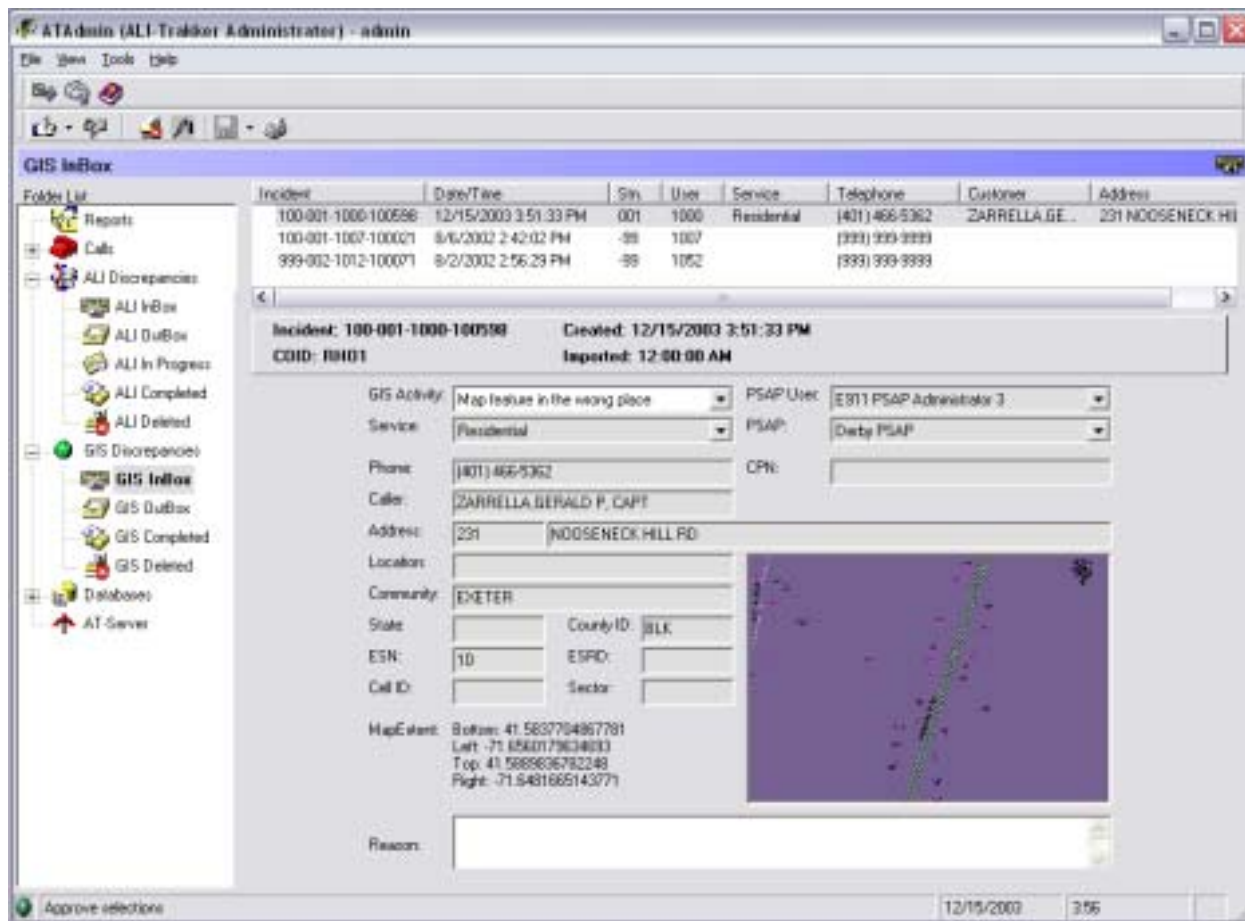 ATAdmin (ALI-Trakker Administrator) - admin
File View Tools Help
GIS InBox
Folder List
Reports
Calls
ALI Discrepancies
ALI InBox
ALI OutBox
ALI In Progress
ALI Completed
ALI Deleted
GIS Discrepancies
GIS InBox
GIS OutBox
GIS Completed
GIS Deleted
Databases
AT-Server
Incident Date/Time Stn User Service Telephone Customer Address
100-001-1000-100598 12/15/2003 3:51:33 PM 001 1000 Residential (401) 466-5362 ZARRELLA,GE... 231 NOOSENECK HI
100-001-1007-100021 8/6/2002 2:42:02 PM -99 1007 (999) 999-9999
999-002-1012-100071 8/2/2002 2:56:29 PM -99 1052 (999) 999-9999
Incident: 100-001-1000-100598 Created: 12/15/2003 3:51:33 PM
COID: RHO1 Imported: 12:00:00 AM
GIS Activity: Map feature in the wrong place PSAP User: E911 PSAP Administrator 3
Service: Residential PSAP: Derby PSAP
Phone: (401) 466-5362 CPN:
Caller: ZARRELLA,GERALD P, CAPT
Address: 231 NOOSENECK HILL RD
Location:
Community: EXETER
State: County ID: BLK
ESN: 10 ESRD:
Cell ID: Sector:
MapExtent: Bottom: 41.5837704867781
Left: -71.6560179634693
Top: 41.5889836782248
Right: -71.6481665143771
Reason:
Approve selections 12/15/2003 3:56